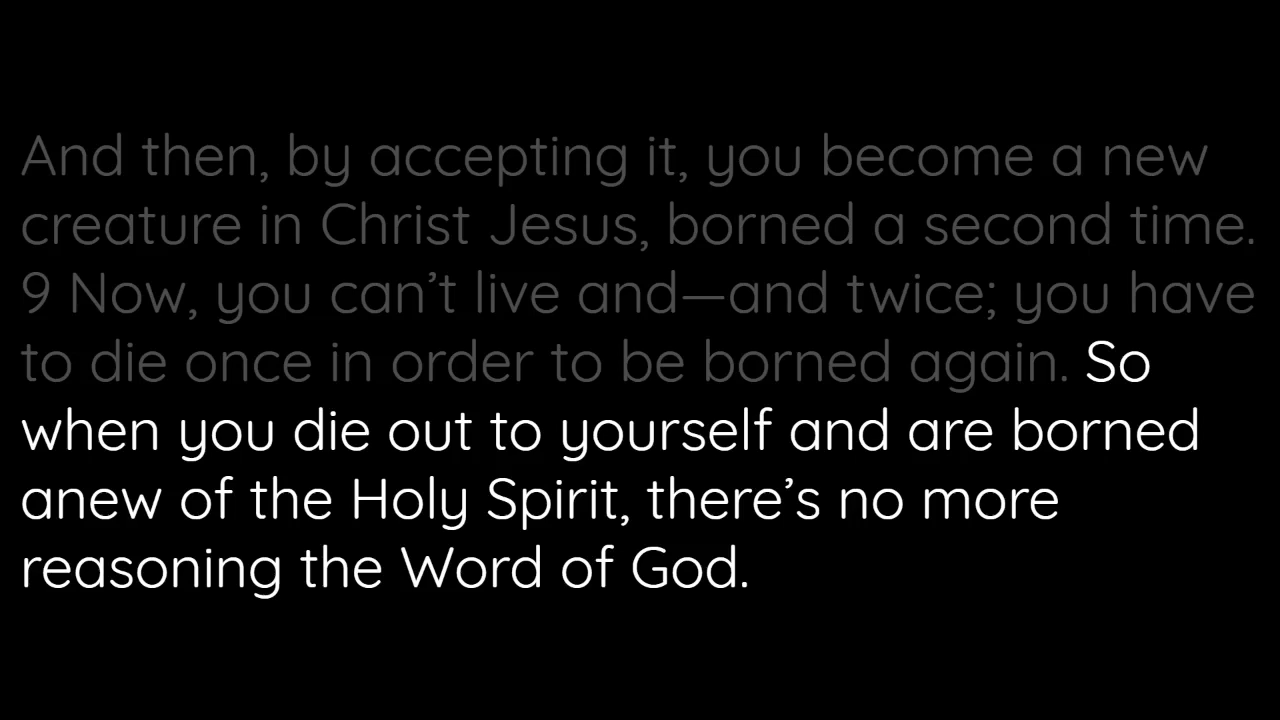 And then, by accepting it, you become a new
creature in Christ Jesus, borned a second time.
9 Now, you can’t live and—and twice; you have
to die once in order to be borned again. So
when you die out to yourself and are borned
anew of the Holy Spirit, there’s no more
reasoning the Word of God.